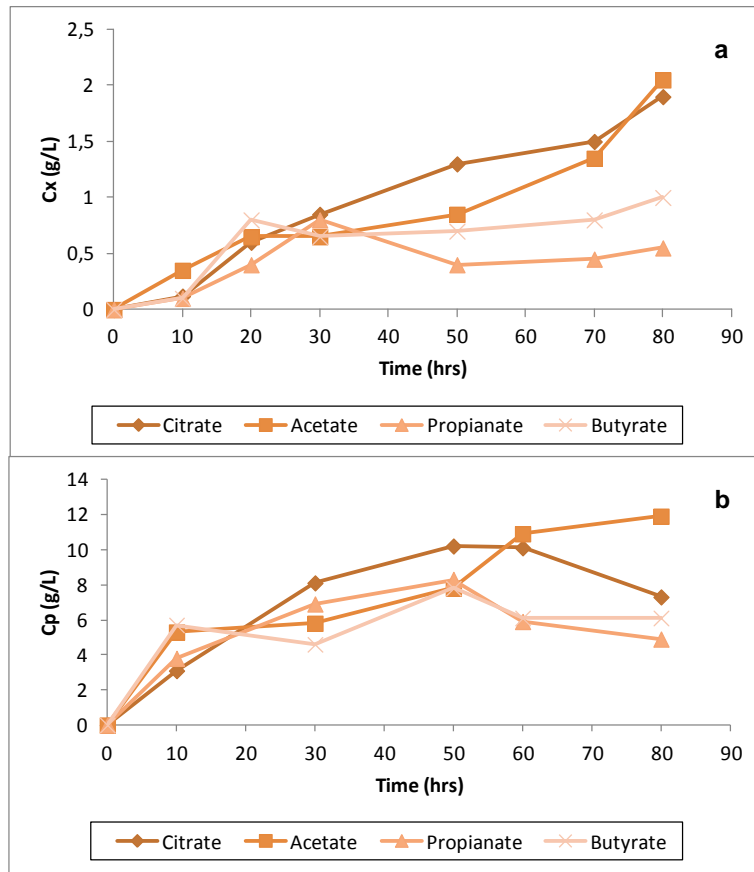 a
2,5
2
1,5
1
0,5
0
Cx (g/L)
0 10 20 30 40 50 60 70 80 90
Time (hrs)
Citrate Acetate Propianate Butyrate
b
14
12
10
8
6
4
2
0
Cp (g/L)
0 10 20 30 40 50 60 70 80 90
Time (hrs)
Citrate Acetate Propianate Butyrate